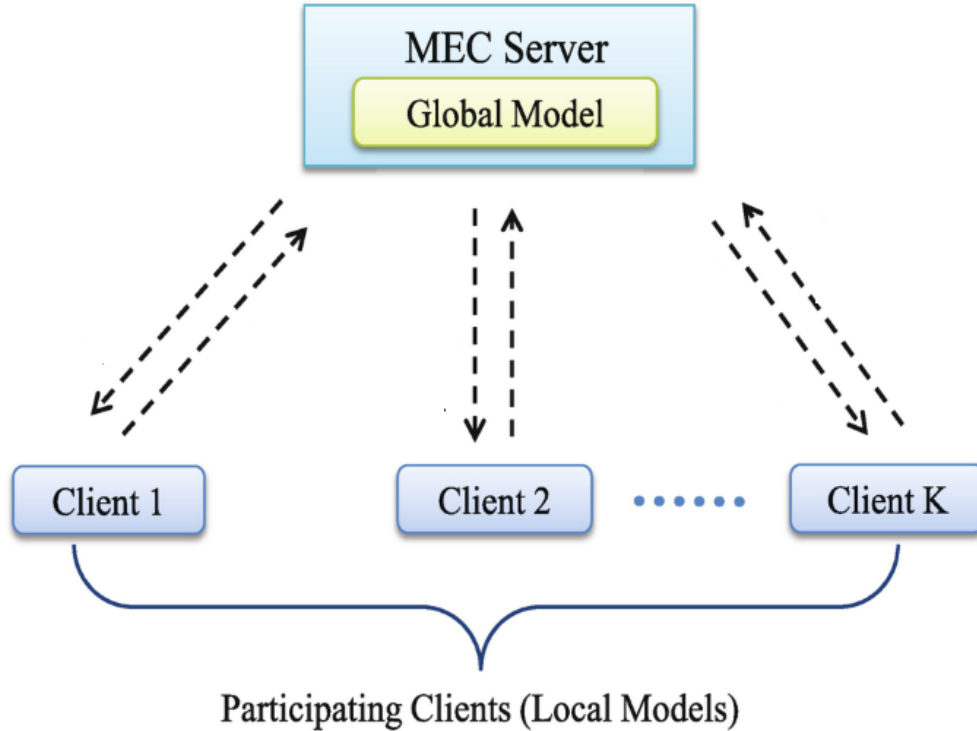 MEC Server
Global Model
Client 1
Client 2
Client K
Participating Clients (Local Models)